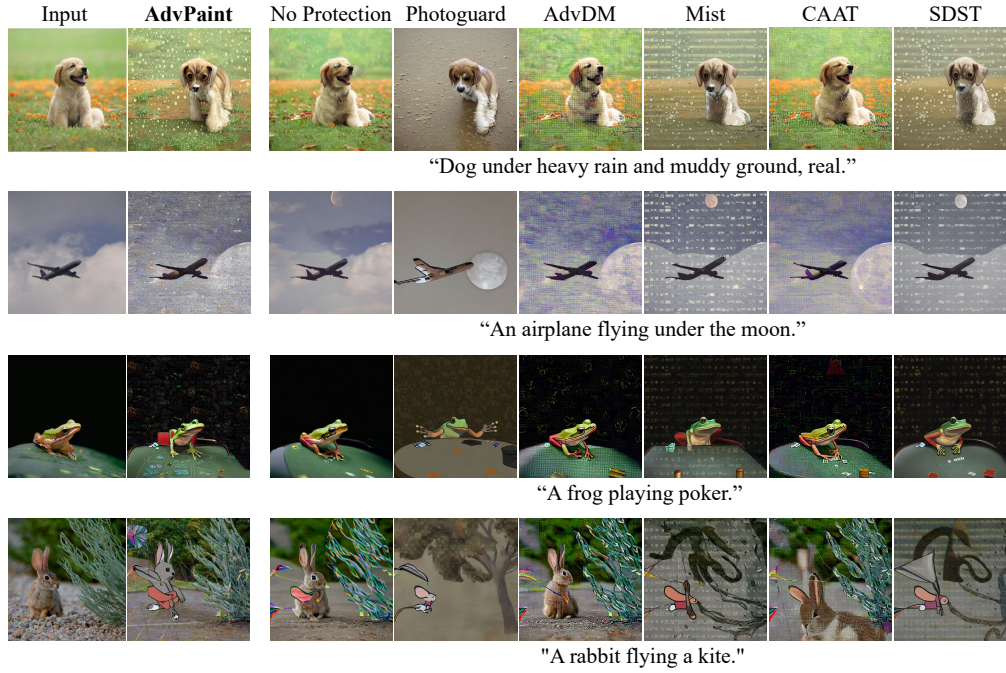 Input AdvPaint No Protection Photoguard AdvDM Mist CAAT SDST
“Dog under heavy rain and muddy ground, real.”
“An airplane flying under the moon.”
“A frog playing poker.”
"A rabbit flying a kite."